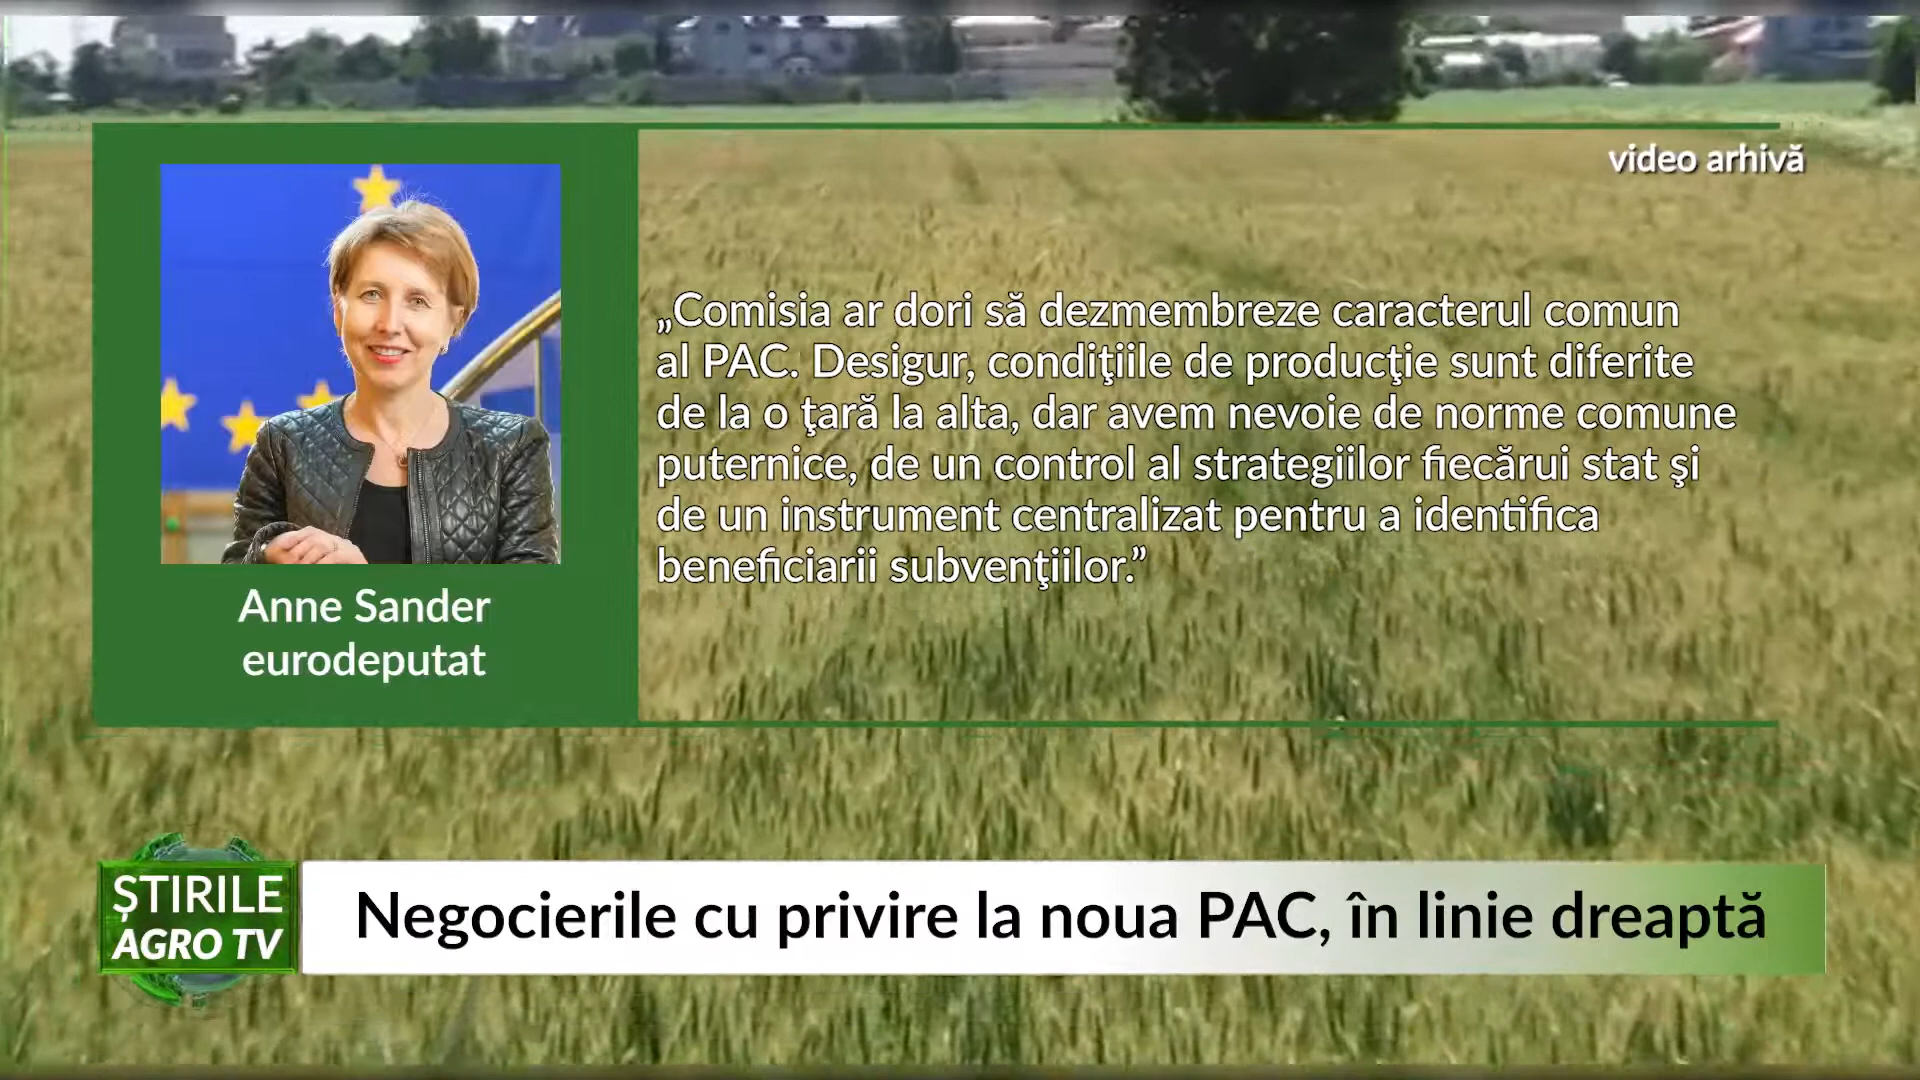 video arhivă
„Comisia ar dori să dezmembreze caracterul comun
al PAC. Desigur, condiţiile de producţie sunt diferite
de la o ţară la alta, dar avem nevoie de norme comune
puternice, de un control al strategiilor fiecărui stat şi
de un instrument centralizat pentru a identifica
beneficiarii subvenţiilor.”
Anne Sander
eurodeputat
ȘTIRILE
AGRO TV
Negocierile cu privire la noua PAC, în linie dreaptă